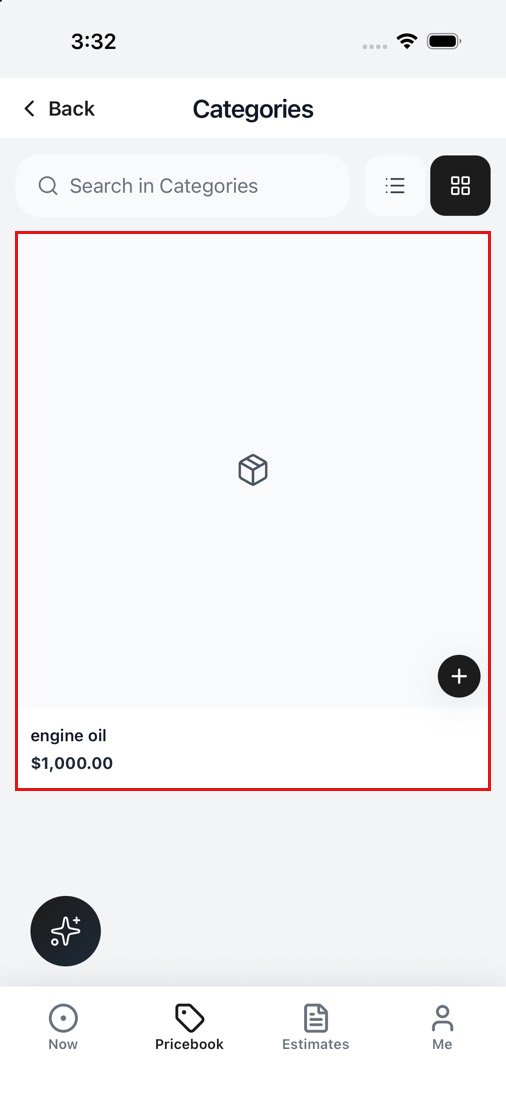 3:32
Back
Categories
Search in Categories
engine oil
$1,000.00
Now
Pricebook
Estimates
Me